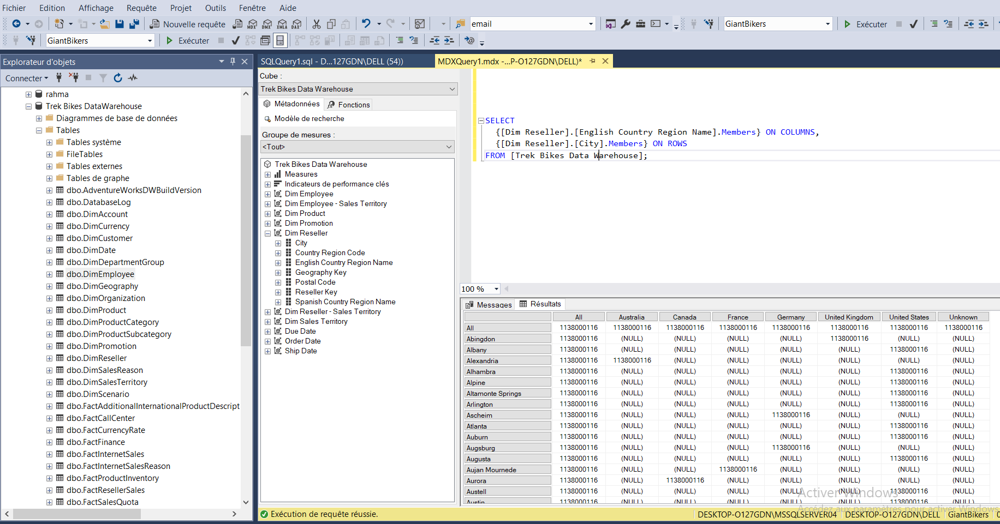 Fichier Edition Affichage Requête Projet Outils Fenêtre Aide
Nouvelle requête MDX DMX XMLA DAX email GiantBikers Exécuter
GiantBikers Exécuter
Explorateur d'objets
Connecter
rahma
Trek Bikes DataWarehouse
Diagrammes de base de données
Tables
Tables système
FileTables
Tables externes
Tables de graphe
dbo.AdventureWorksDWBuildVersion
dbo.DatabaseLog
dbo.DimAccount
dbo.DimCurrency
dbo.DimCustomer
dbo.DimDate
dbo.DimDepartmentGroup
dbo.DimEmployee
dbo.DimGeography
dbo.DimOrganization
dbo.DimProduct
dbo.DimProductCategory
dbo.DimProductSubcategory
dbo.DimPromotion
dbo.DimReseller
dbo.DimSalesReason
dbo.DimSalesTerritory
dbo.DimScenario
dbo.FactAdditionalInternationalProductDescript
dbo.FactCallCenter
dbo.FactCurrencyRate
dbo.FactFinance
dbo.FactInternetSales
dbo.FactInternetSalesReason
dbo.FactProductInventory
dbo.FactResellerSales
dbo.FactSalesQuota
SQLQuery1.sql - D...127GDN\DELL (54)) MDXQuery1.mdx -...P-O127GDN\DELL)*
Cube :
Trek Bikes Data Warehouse
Métadonnées Fonctions
Modèle de recherche
Groupe de mesures :
<Tout>
Trek Bikes Data Warehouse
Measures
Indicateurs de performance clés
Dim Employee
Dim Employee - Sales Territory
Dim Product
Dim Promotion
Dim Reseller
City
Country Region Code
English Country Region Name
Geography Key
Postal Code
Reseller Key
Spanish Country Region Name
Dim Reseller - Sales Territory
Dim Sales Territory
Due Date
Order Date
Ship Date
SELECT
{[Dim Reseller].[English Country Region Name].Members} ON COLUMNS,
{[Dim Reseller].[City].Members} ON ROWS
FROM [Trek Bikes Data Warehouse];
100 %
Messages Résultats
All Australia Canada France Germany United Kingdom United States Unknown
All 1138000116 1138000116 1138000116 1138000116 1138000116 1138000116 1138000116 1138000116
Abingdon 1138000116 (NULL) (NULL) (NULL) (NULL) 1138000116 (NULL) (NULL)
Albany 1138000116 (NULL) (NULL) (NULL) (NULL) (NULL) 1138000116 (NULL)
Alexandria 1138000116 1138000116 (NULL) (NULL) (NULL) (NULL) (NULL) (NULL)
Alhambra 1138000116 (NULL) (NULL) (NULL) (NULL) (NULL) 1138000116 (NULL)
Alpine 1138000116 (NULL) (NULL) (NULL) (NULL) (NULL) 1138000116 (NULL)
Altamonte Springs 1138000116 (NULL) (NULL) (NULL) (NULL) (NULL) 1138000116 (NULL)
Arlington 1138000116 (NULL) (NULL) (NULL) (NULL) (NULL) 1138000116 (NULL)
Ascheim 1138000116 (NULL) (NULL) (NULL) 1138000116 (NULL) (NULL) (NULL)
Atlanta 1138000116 (NULL) (NULL) (NULL) (NULL) (NULL) 1138000116 (NULL)
Auburn 1138000116 (NULL) (NULL) (NULL) (NULL) (NULL) 1138000116 (NULL)
Augsburg 1138000116 (NULL) (NULL) (NULL) 1138000116 (NULL) (NULL) (NULL)
Augusta 1138000116 (NULL) (NULL) (NULL) (NULL) (NULL) 1138000116 (NULL)
Aujan Mournede 1138000116 (NULL) (NULL) 1138000116 (NULL) (NULL) (NULL) (NULL)
Aurora 1138000116 (NULL) 1138000116 (NULL) (NULL) (NULL) (NULL) (NULL)
Austell 1138000116 (NULL) (NULL) (NULL) (NULL) (NULL) 1138000116 (NULL)
Austin 1138000116 (NULL) (NULL) (NULL) (NULL) (NULL) 1138000116 (NULL)
Activer Windows
Accédez aux paramètres pour activer Windows
Exécution de requête réussie. DESKTOP-O127GDN\MSSQLSERVER04 DESKTOP-O127GDN\DELL GiantBikers